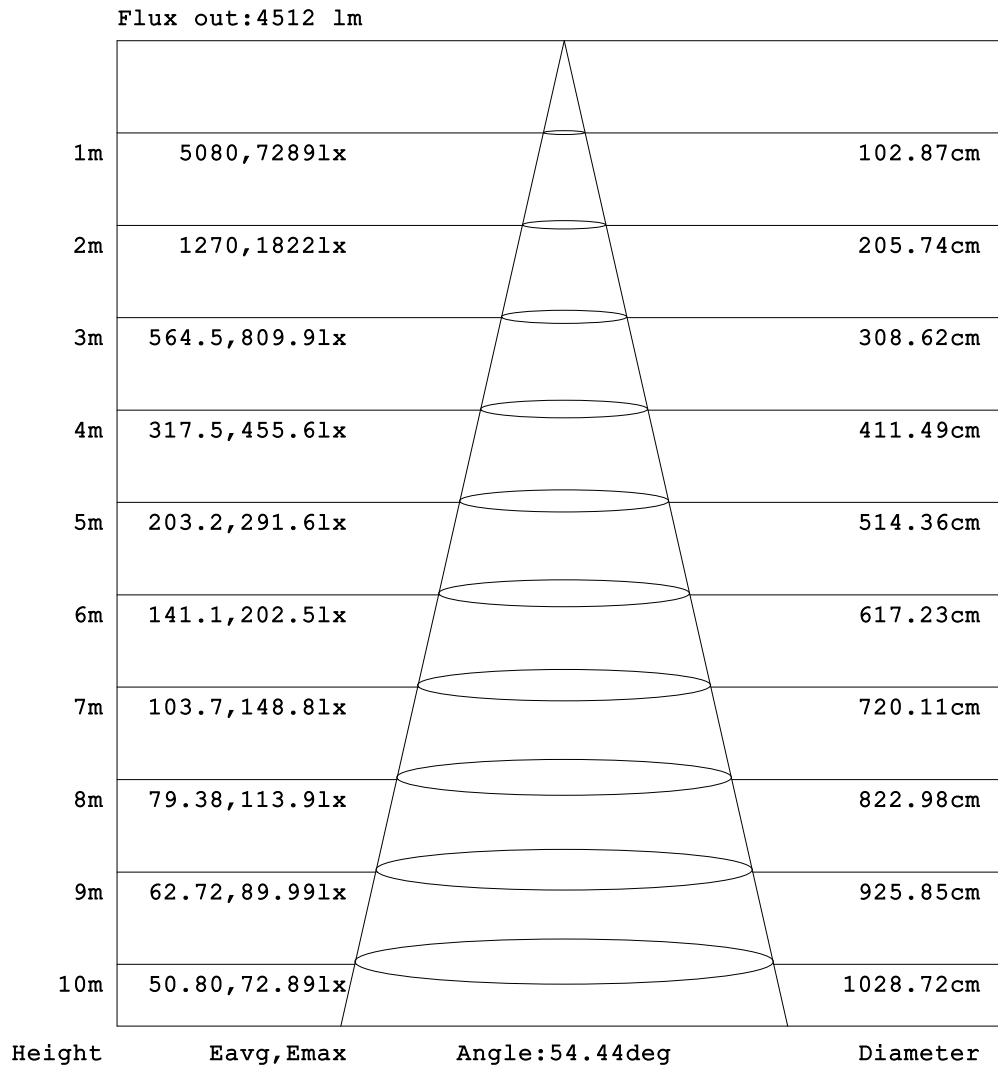 Flux out:4512 lm
1m 5080,7289lx 102.87cm
2m 1270,1822lx 205.74cm
3m 564.5,809.9lx 308.62cm
4m 317.5,455.6lx 411.49cm
5m 203.2,291.6lx 514.36cm
6m 141.1,202.5lx 617.23cm
7m 103.7,148.8lx 720.11cm
8m 79.38,113.9lx 822.98cm
9m 62.72,89.99lx 925.85cm
10m 50.80,72.89lx 1028.72cm
Height Eavg,Emax Angle:54.44deg Diameter